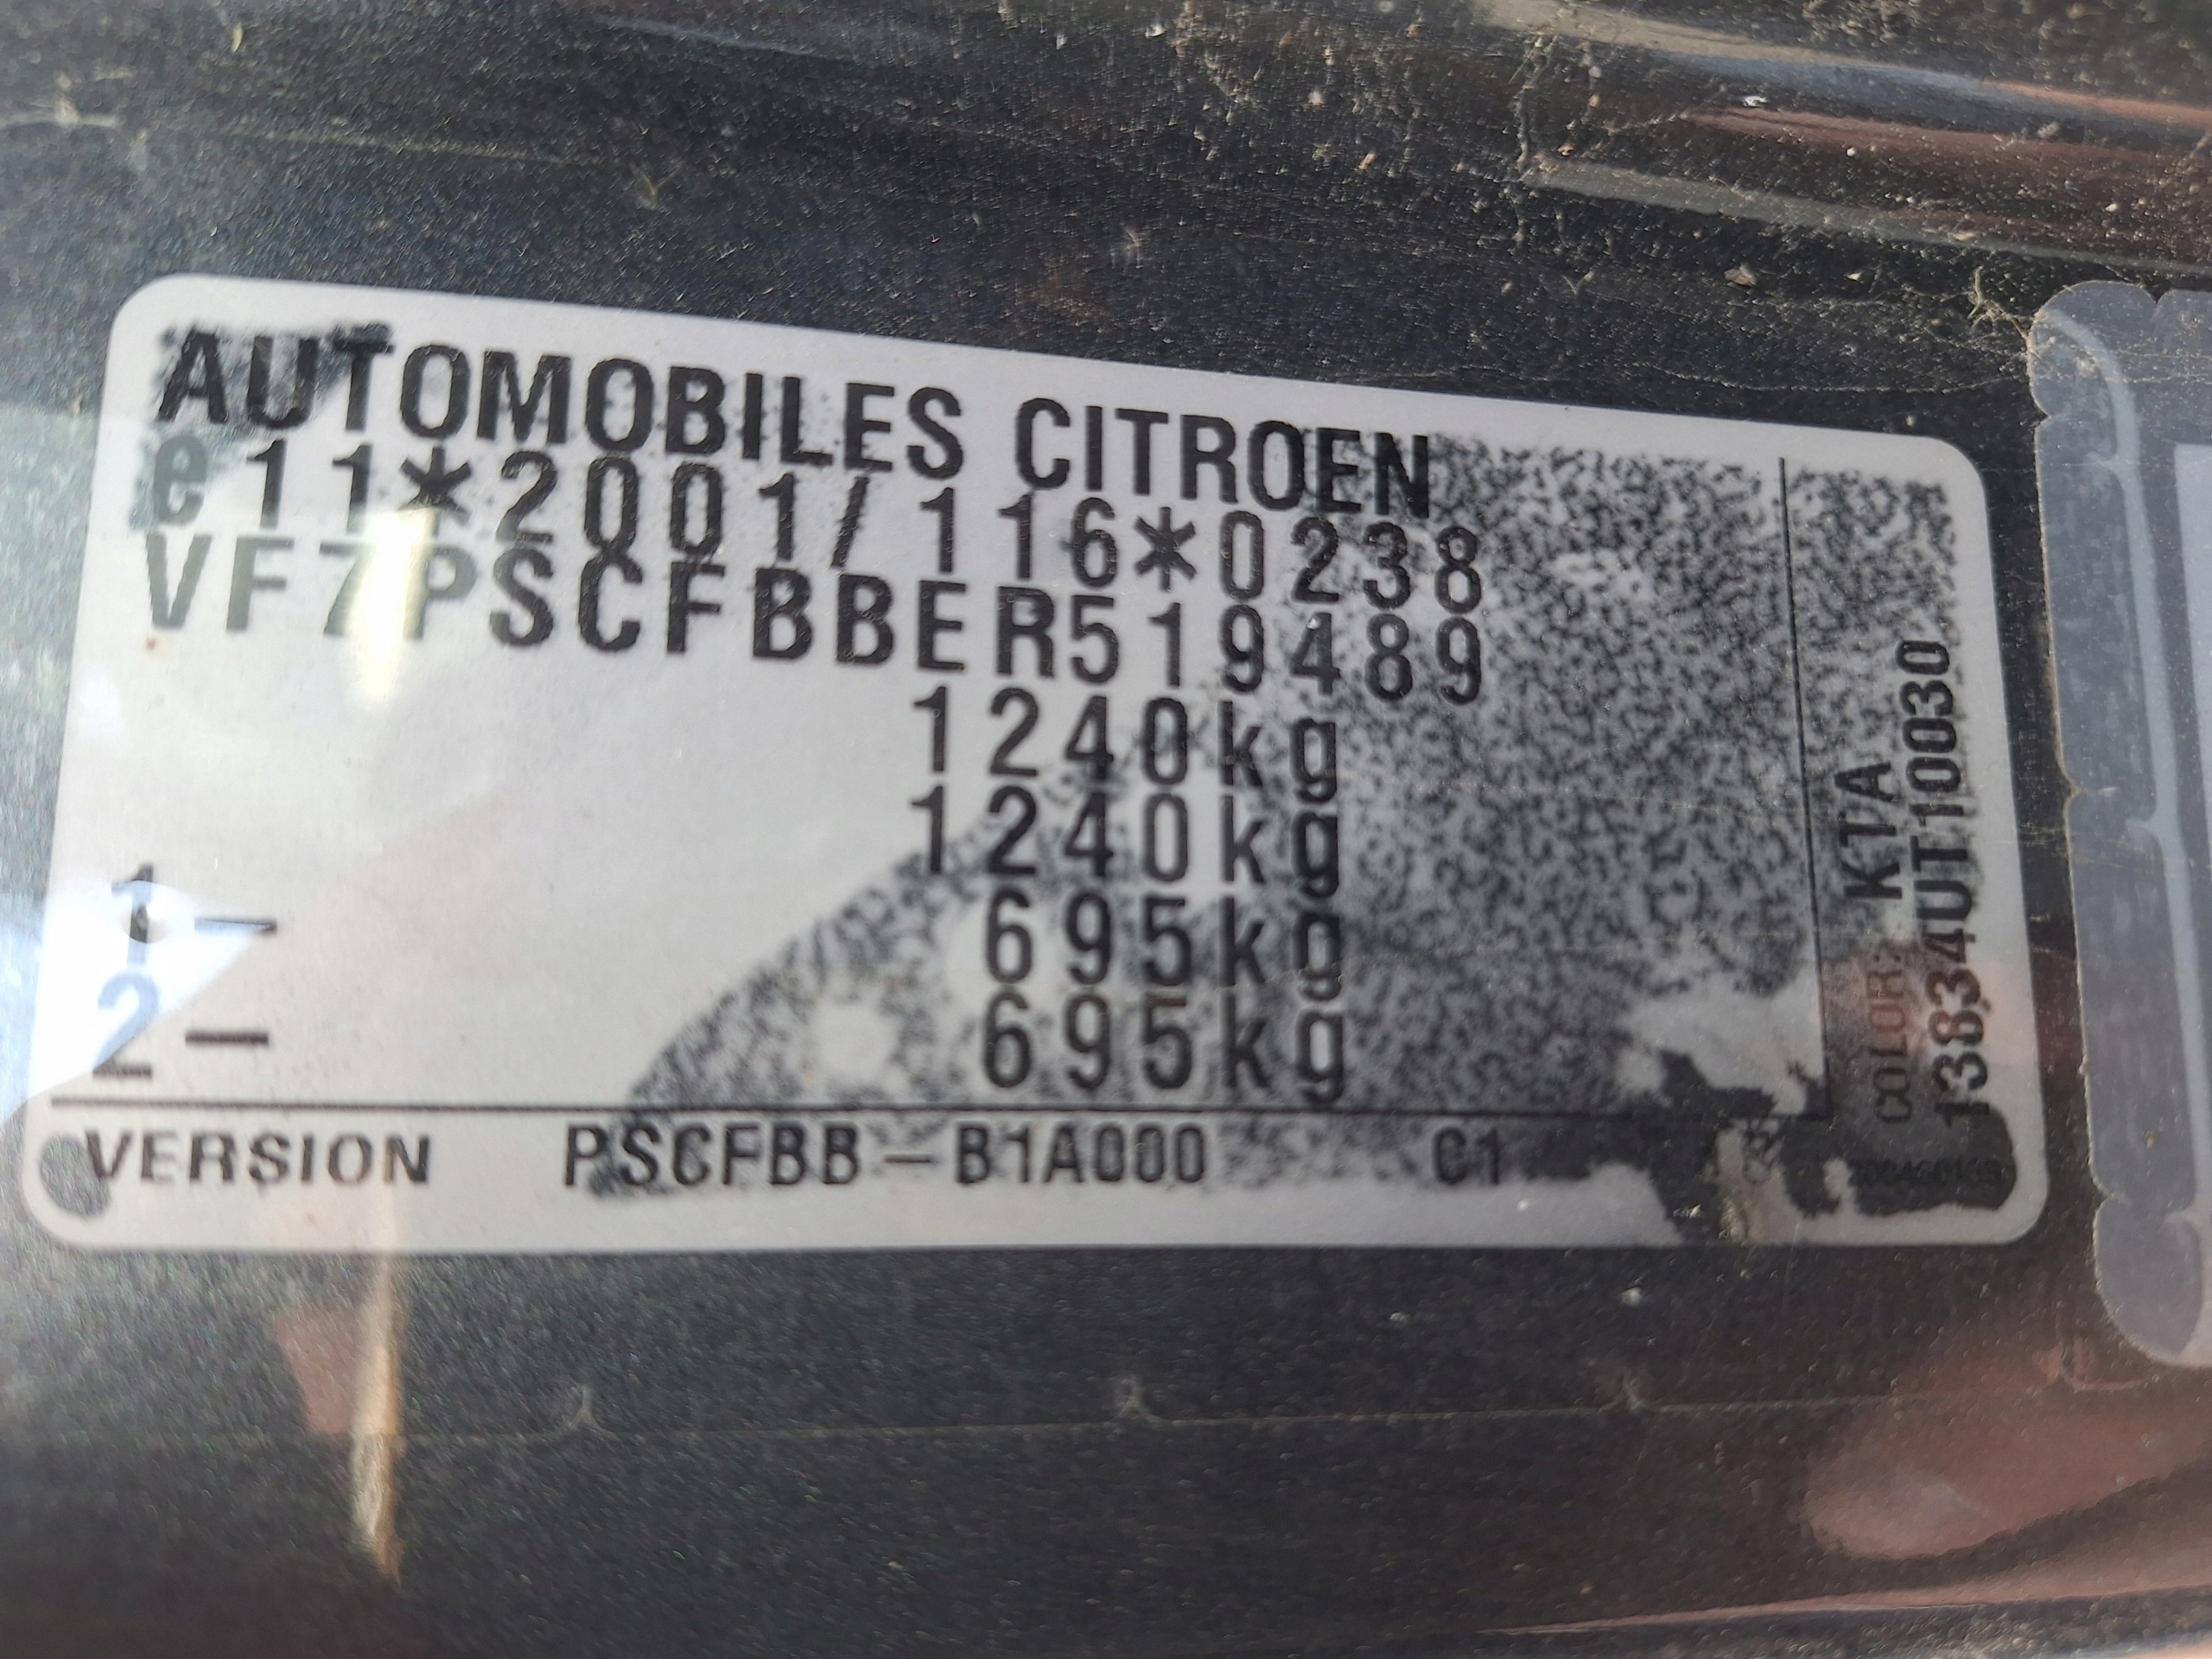 AUTOMOBILES CITROEN
e11*2001/116*0238
VF7PSCFBBER519489
1240kg
1240kg
1- 695kg
2- 695kg
VERSION PSCFBB-B1A000 C1
COLOR: KTA
13834UT10030